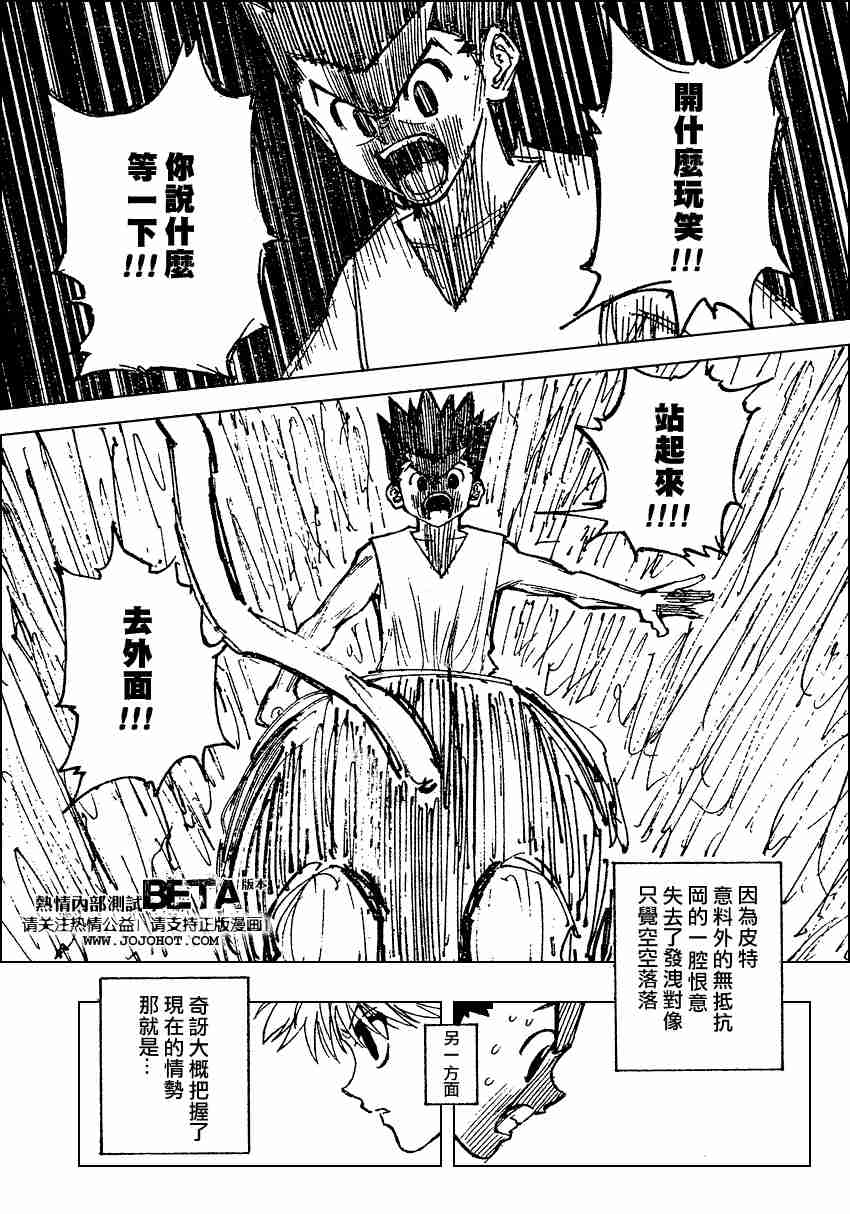 開什麼玩笑!!!
你說什麼
等一下!!!
站起來!!!!
去外面!!!
因為皮特
意料外的無抵抗
岡的一腔恨意
失去了發洩對像
只覺空空落落
另一方面
奇訝大概把握了
現在的情勢
那就是…
熱情內部測試BETA版本
请关注热情公益 请支持正版漫画
WWW.JOJOHOT.COM